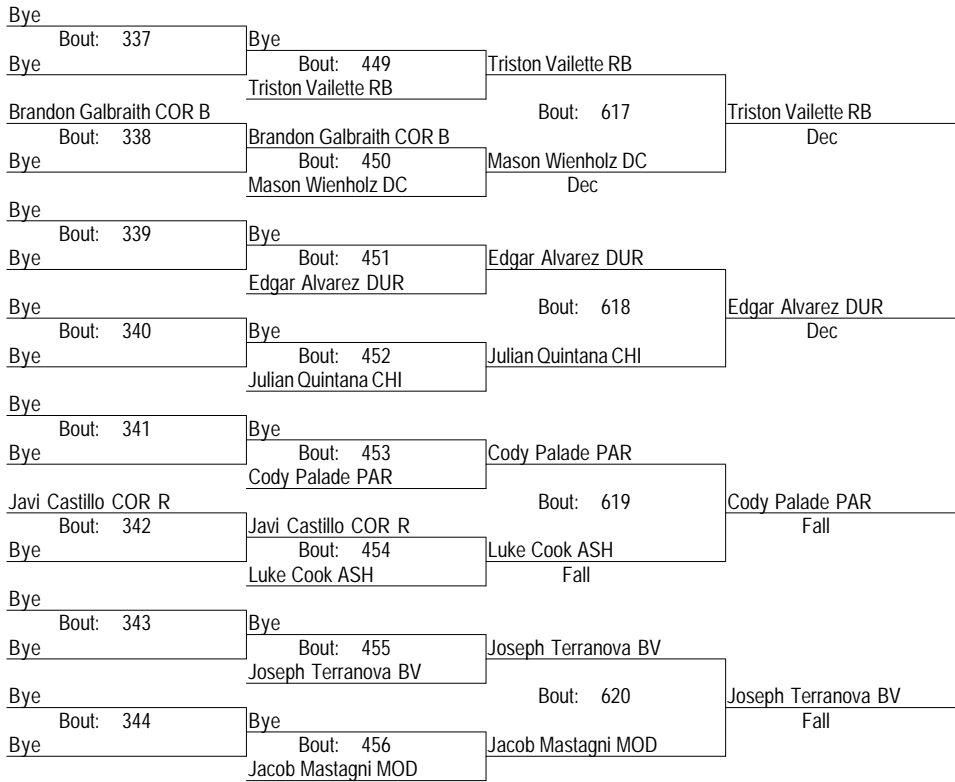 Bye
Bout: 337
Bye
Bye
Bout: 449
Triston Vailette RB
Triston Vailette RB
Brandon Galbraith COR B
Bout: 338
Bye
Brandon Galbraith COR B
Bout: 450
Mason Wienholz DC
Mason Wienholz DC
Dec
Bout: 617
Triston Vailette RB
Dec
Bye
Bout: 339
Bye
Bye
Bout: 451
Edgar Alvarez DUR
Edgar Alvarez DUR
Bye
Bout: 340
Bye
Bye
Bout: 452
Julian Quintana CHI
Julian Quintana CHI
Bout: 618
Edgar Alvarez DUR
Dec
Bye
Bout: 341
Bye
Bye
Bout: 453
Cody Palade PAR
Cody Palade PAR
Javi Castillo COR R
Bout: 342
Bye
Javi Castillo COR R
Bout: 454
Luke Cook ASH
Luke Cook ASH
Fall
Bout: 619
Cody Palade PAR
Fall
Bye
Bout: 343
Bye
Bye
Bout: 455
Joseph Terranova BV
Joseph Terranova BV
Bye
Bout: 344
Bye
Bye
Bout: 456
Jacob Mastagni MOD
Jacob Mastagni MOD
Bout: 620
Joseph Terranova BV
Fall